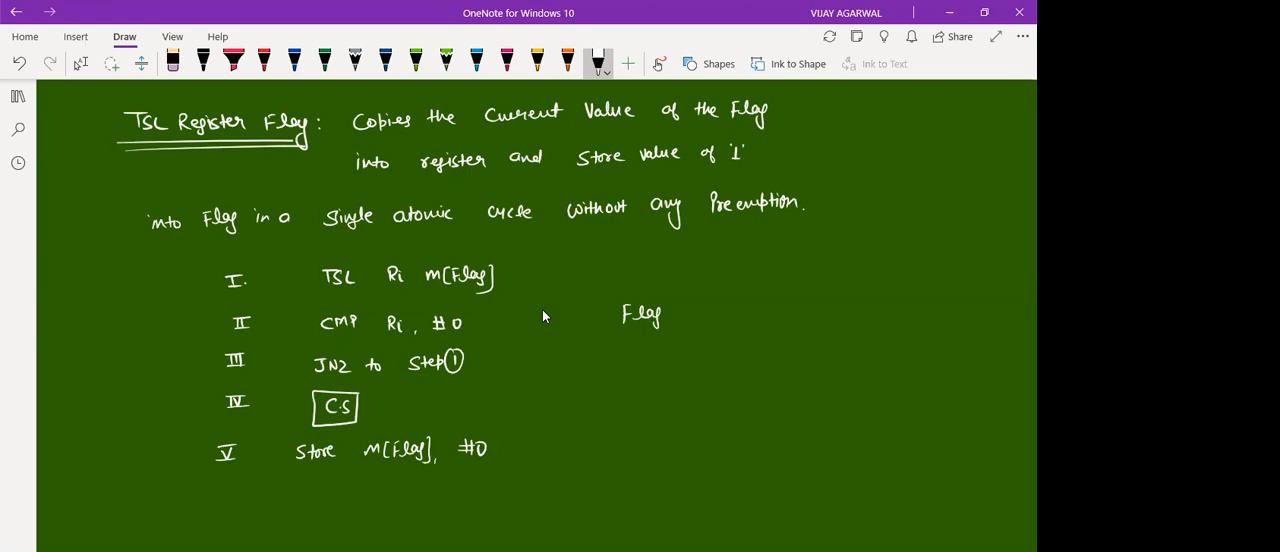 OneNote for Windows 10
VIJAY AGARWAL
Home Insert Draw View Help
Share
Shapes Ink to Shape Ink to Text
TSL Register Flag : Copies the Current Value of the Flag
into register and Store value of '1'
into Flag in a Single atomic cycle without any Preemption.
I. TSL Ri M[Flag]
II CMP Ri, #0
Flag
III JNZ to Step 1
IV C.S
V Store M[Flag], #0